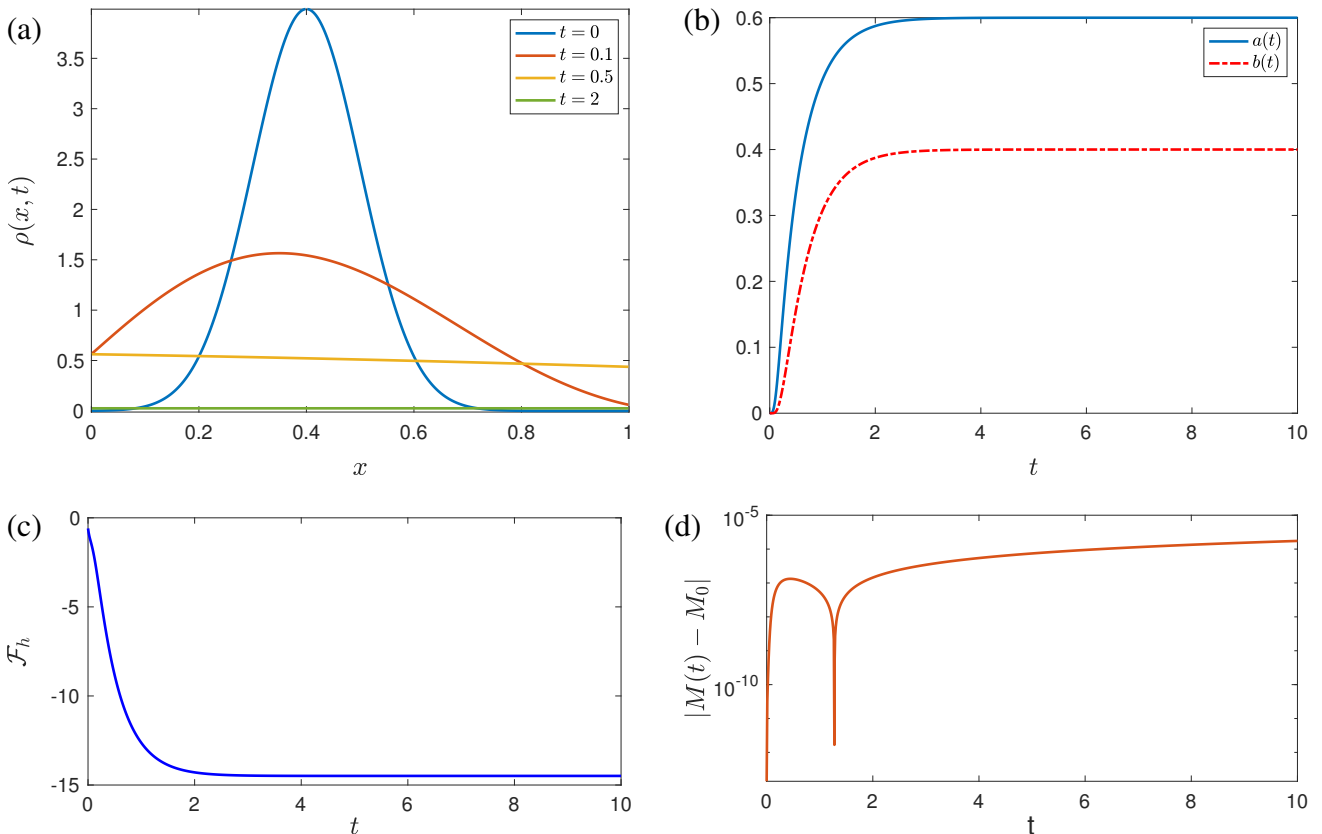 (a)
ρ(x, t)
3.5
3
2.5
2
1.5
1
0.5
0
0 0.2 0.4 0.6 0.8 1
x
t = 0
t = 0.1
t = 0.5
t = 2
(b)
0.6
0.5
0.4
0.3
0.2
0.1
0
0 2 4 6 8 10
t
a(t)
b(t)
(c)
ℱh
0
-5
-10
-15
0 2 4 6 8 10
t
(d)
|M(t) − M0|
10-5
10-10
0 2 4 6 8 10
t